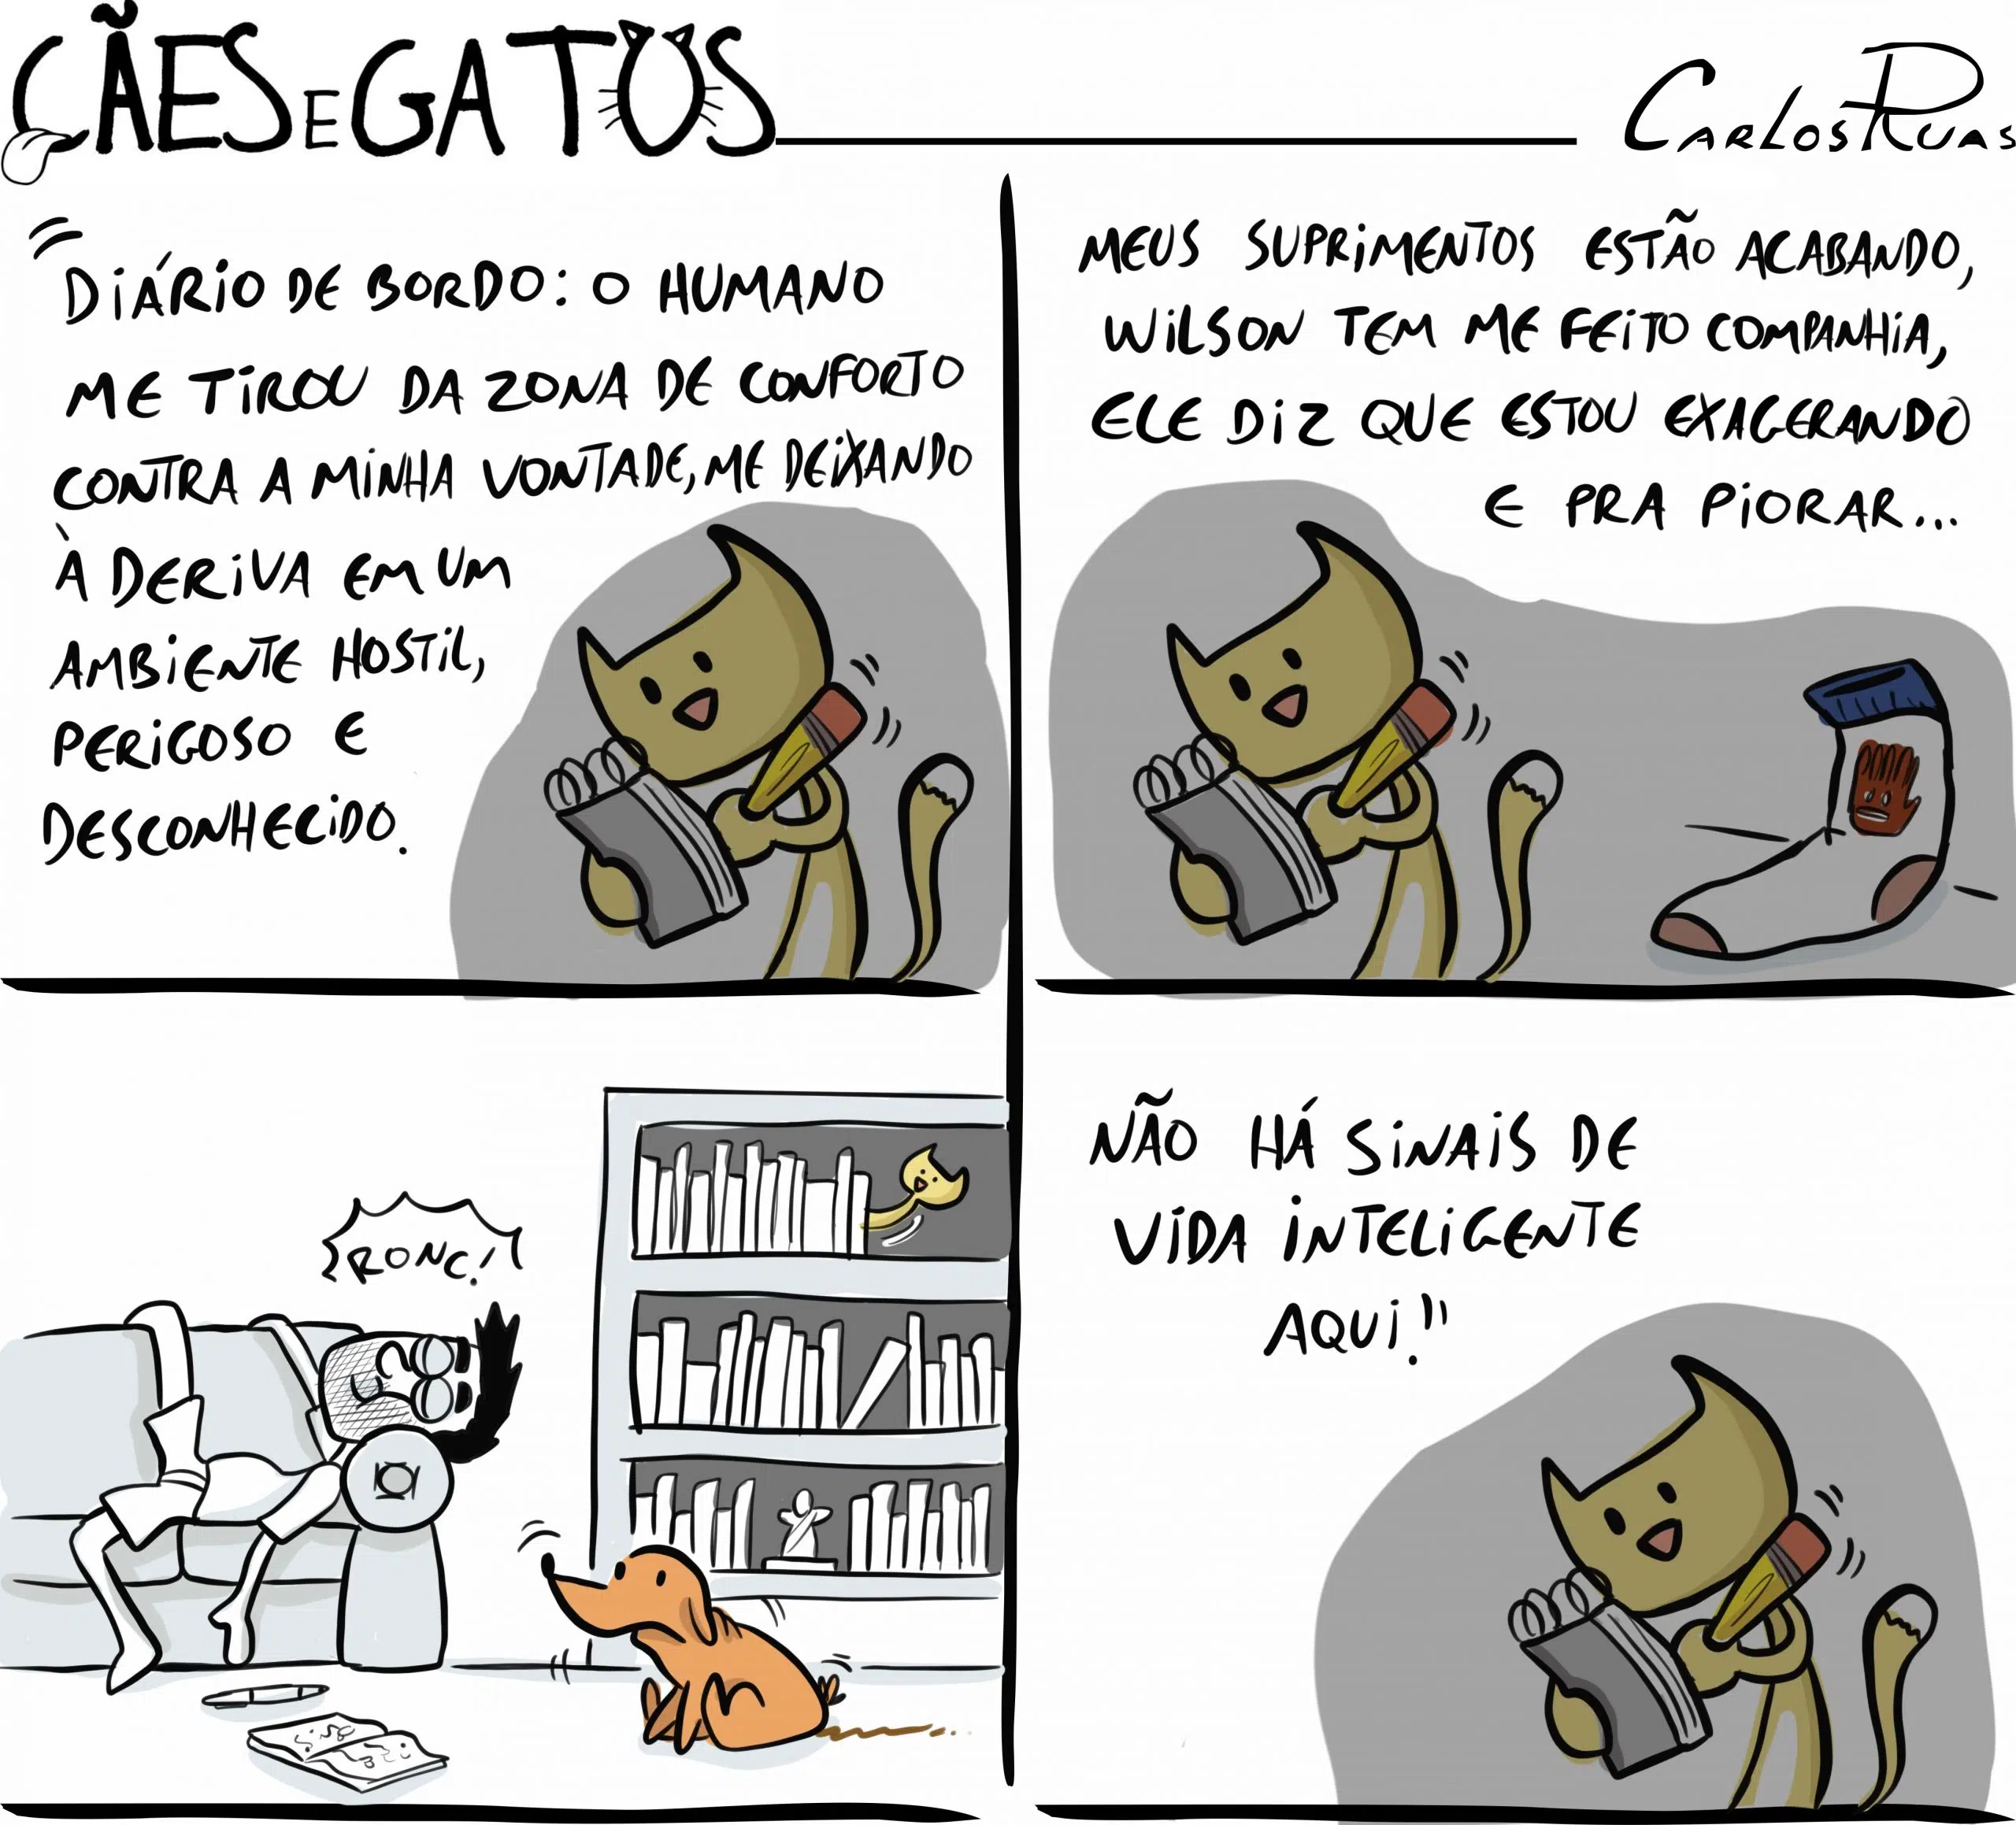 CÃES E GATOS
CARLOS RUAS
"DIÁRIO DE BORDO: O HUMANO
ME TIROU DA ZONA DE CONFORTO
CONTRA A MINHA VONTADE, ME DEIXANDO
À DERIVA EM UM
AMBIENTE HOSTIL,
PERIGOSO E
DESCONHECIDO.
MEUS SUPRIMENTOS ESTÃO ACABANDO,
WILSON TEM ME FEITO COMPANHIA,
ELE DIZ QUE ESTOU EXAGERANDO
E PRA PIORAR...
RONC!
NÃO HÁ SINAIS DE
VIDA INTELIGENTE
AQUI!"